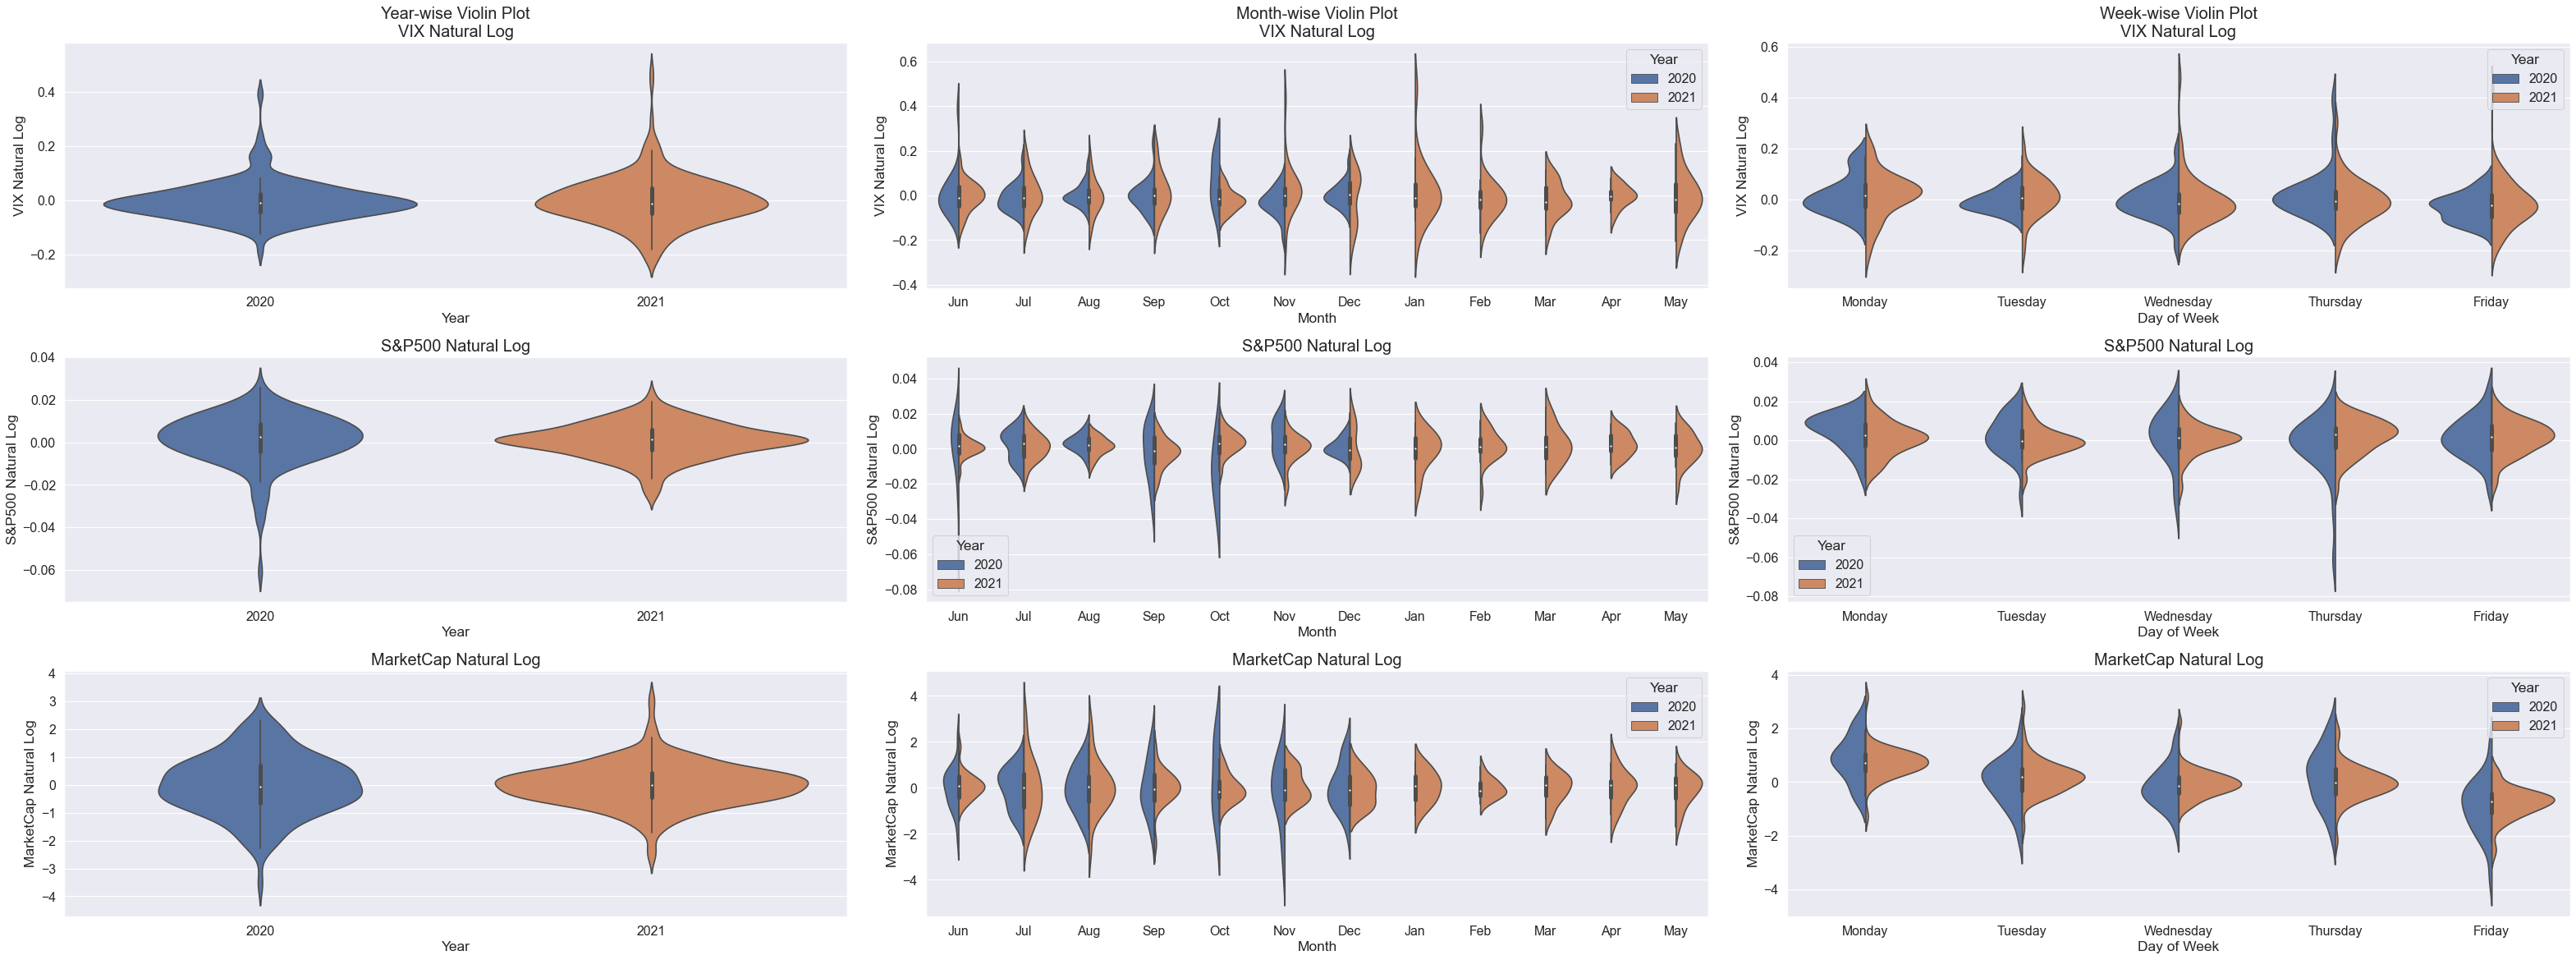 Year-wise Violin Plot
VIX Natural Log
VIX Natural Log
0.4
0.2
0.0
−0.2
2020
2021
Year
Month-wise Violin Plot
VIX Natural Log
VIX Natural Log
0.6
0.4
0.2
0.0
−0.2
−0.4
Year
2020
2021
Jun Jul Aug Sep Oct Nov Dec Jan Feb Mar Apr May
Month
Week-wise Violin Plot
VIX Natural Log
VIX Natural Log
0.6
0.4
0.2
0.0
−0.2
Year
2020
2021
Monday Tuesday Wednesday Thursday Friday
Day of Week
S&P500 Natural Log
S&P500 Natural Log
0.04
0.02
0.00
−0.02
−0.04
−0.06
2020
2021
Year
S&P500 Natural Log
S&P500 Natural Log
0.04
0.02
0.00
−0.02
−0.04
−0.06
−0.08
Year
2020
2021
Jun Jul Aug Sep Oct Nov Dec Jan Feb Mar Apr May
Month
S&P500 Natural Log
S&P500 Natural Log
0.04
0.02
0.00
−0.02
−0.04
−0.06
−0.08
Year
2020
2021
Monday Tuesday Wednesday Thursday Friday
Day of Week
MarketCap Natural Log
MarketCap Natural Log
4
3
2
1
0
−1
−2
−3
−4
2020
2021
Year
MarketCap Natural Log
MarketCap Natural Log
4
2
0
−2
−4
Year
2020
2021
Jun Jul Aug Sep Oct Nov Dec Jan Feb Mar Apr May
Month
MarketCap Natural Log
MarketCap Natural Log
4
2
0
−2
−4
Year
2020
2021
Monday Tuesday Wednesday Thursday Friday
Day of Week